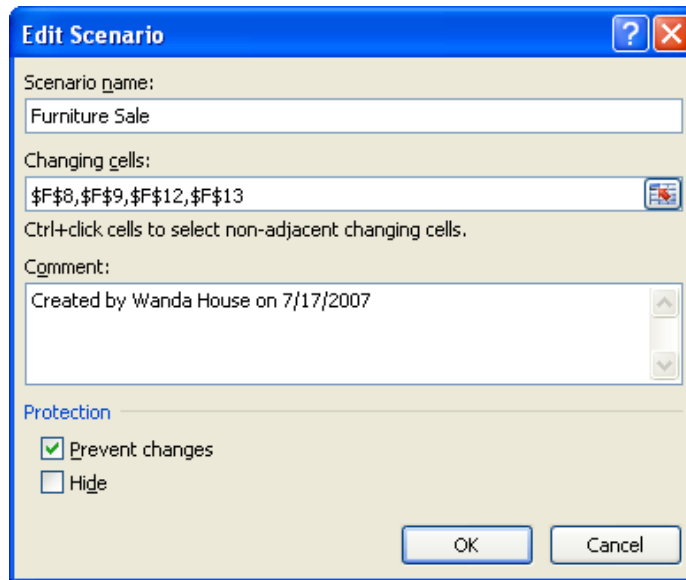 Edit Scenario
Scenario name:
Furniture Sale
Changing cells:
$F$8,$F$9,$F$12,$F$13
Ctrl+click cells to select non-adjacent changing cells.
Comment:
Created by Wanda House on 7/17/2007
Protection
Prevent changes
Hide
OK Cancel